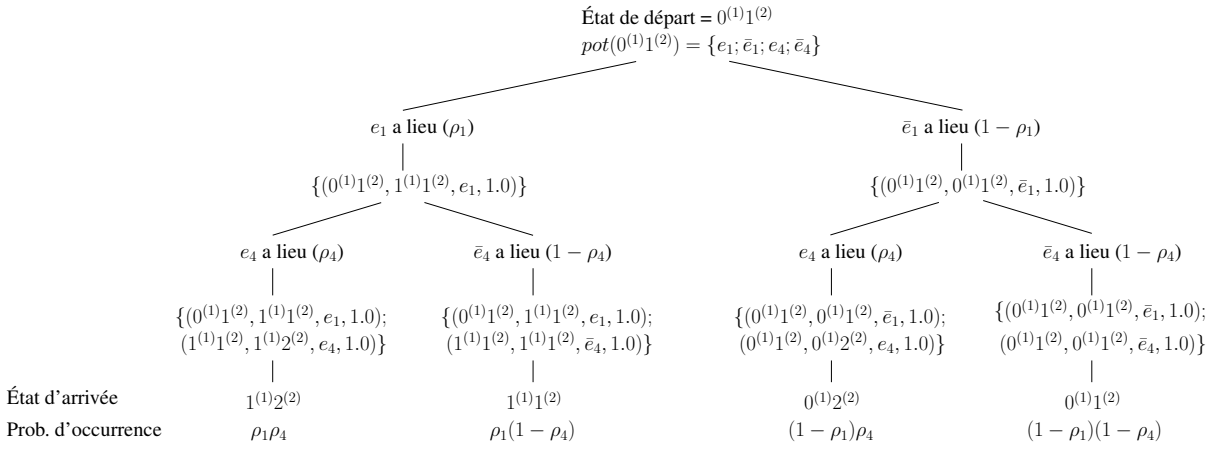 État de départ = 0^{(1)}1^{(2)}
pot(0^{(1)}1^{(2)}) = {e_1; ē_1; e_4; ē_4}
e_1 a lieu (ρ_1) ē_1 a lieu (1 − ρ_1)
{(0^{(1)}1^{(2)}, 1^{(1)}1^{(2)}, e_1, 1.0)} {(0^{(1)}1^{(2)}, 0^{(1)}1^{(2)}, ē_1, 1.0)}
e_4 a lieu (ρ_4) ē_4 a lieu (1 − ρ_4) e_4 a lieu (ρ_4) ē_4 a lieu (1 − ρ_4)
{(0^{(1)}1^{(2)}, 1^{(1)}1^{(2)}, e_1, 1.0); {(0^{(1)}1^{(2)}, 1^{(1)}1^{(2)}, e_1, 1.0); {(0^{(1)}1^{(2)}, 0^{(1)}1^{(2)}, ē_1, 1.0); {(0^{(1)}1^{(2)}, 0^{(1)}1^{(2)}, ē_1, 1.0);
(1^{(1)}1^{(2)}, 1^{(1)}2^{(2)}, e_4, 1.0)} (1^{(1)}1^{(2)}, 1^{(1)}1^{(2)}, ē_4, 1.0)} (0^{(1)}1^{(2)}, 0^{(1)}2^{(2)}, e_4, 1.0)} (0^{(1)}1^{(2)}, 0^{(1)}1^{(2)}, ē_4, 1.0)}
État d'arrivée 1^{(1)}2^{(2)} 1^{(1)}1^{(2)} 0^{(1)}2^{(2)} 0^{(1)}1^{(2)}
Prob. d'occurrence ρ_1ρ_4 ρ_1(1 − ρ_4) (1 − ρ_1)ρ_4 (1 − ρ_1)(1 − ρ_4)